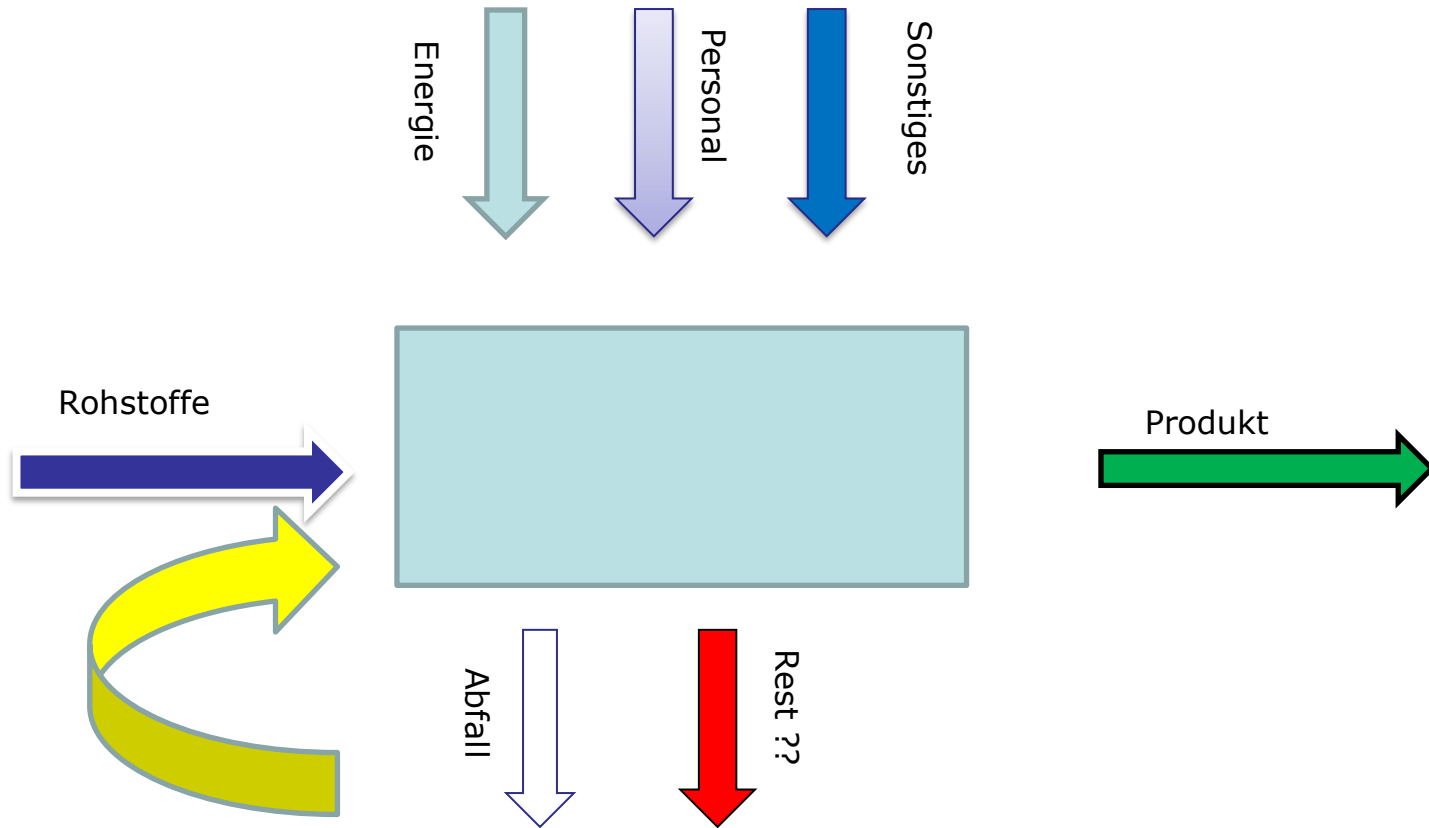 Energie
Personal
Sonstiges
Rohstoffe
Produkt
Abfall
Rest ??